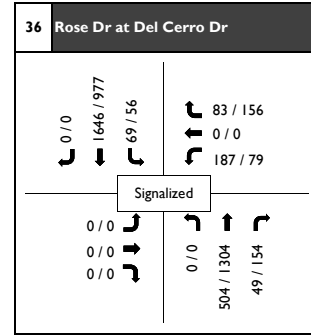 36 Rose Dr at Del Cerro Dr
0 / 0
1646 / 977
69 / 56
83 / 156
0 / 0
187 / 79
Signalized
0 / 0
0 / 0
0 / 0
0 / 0
504 / 1304
49 / 154